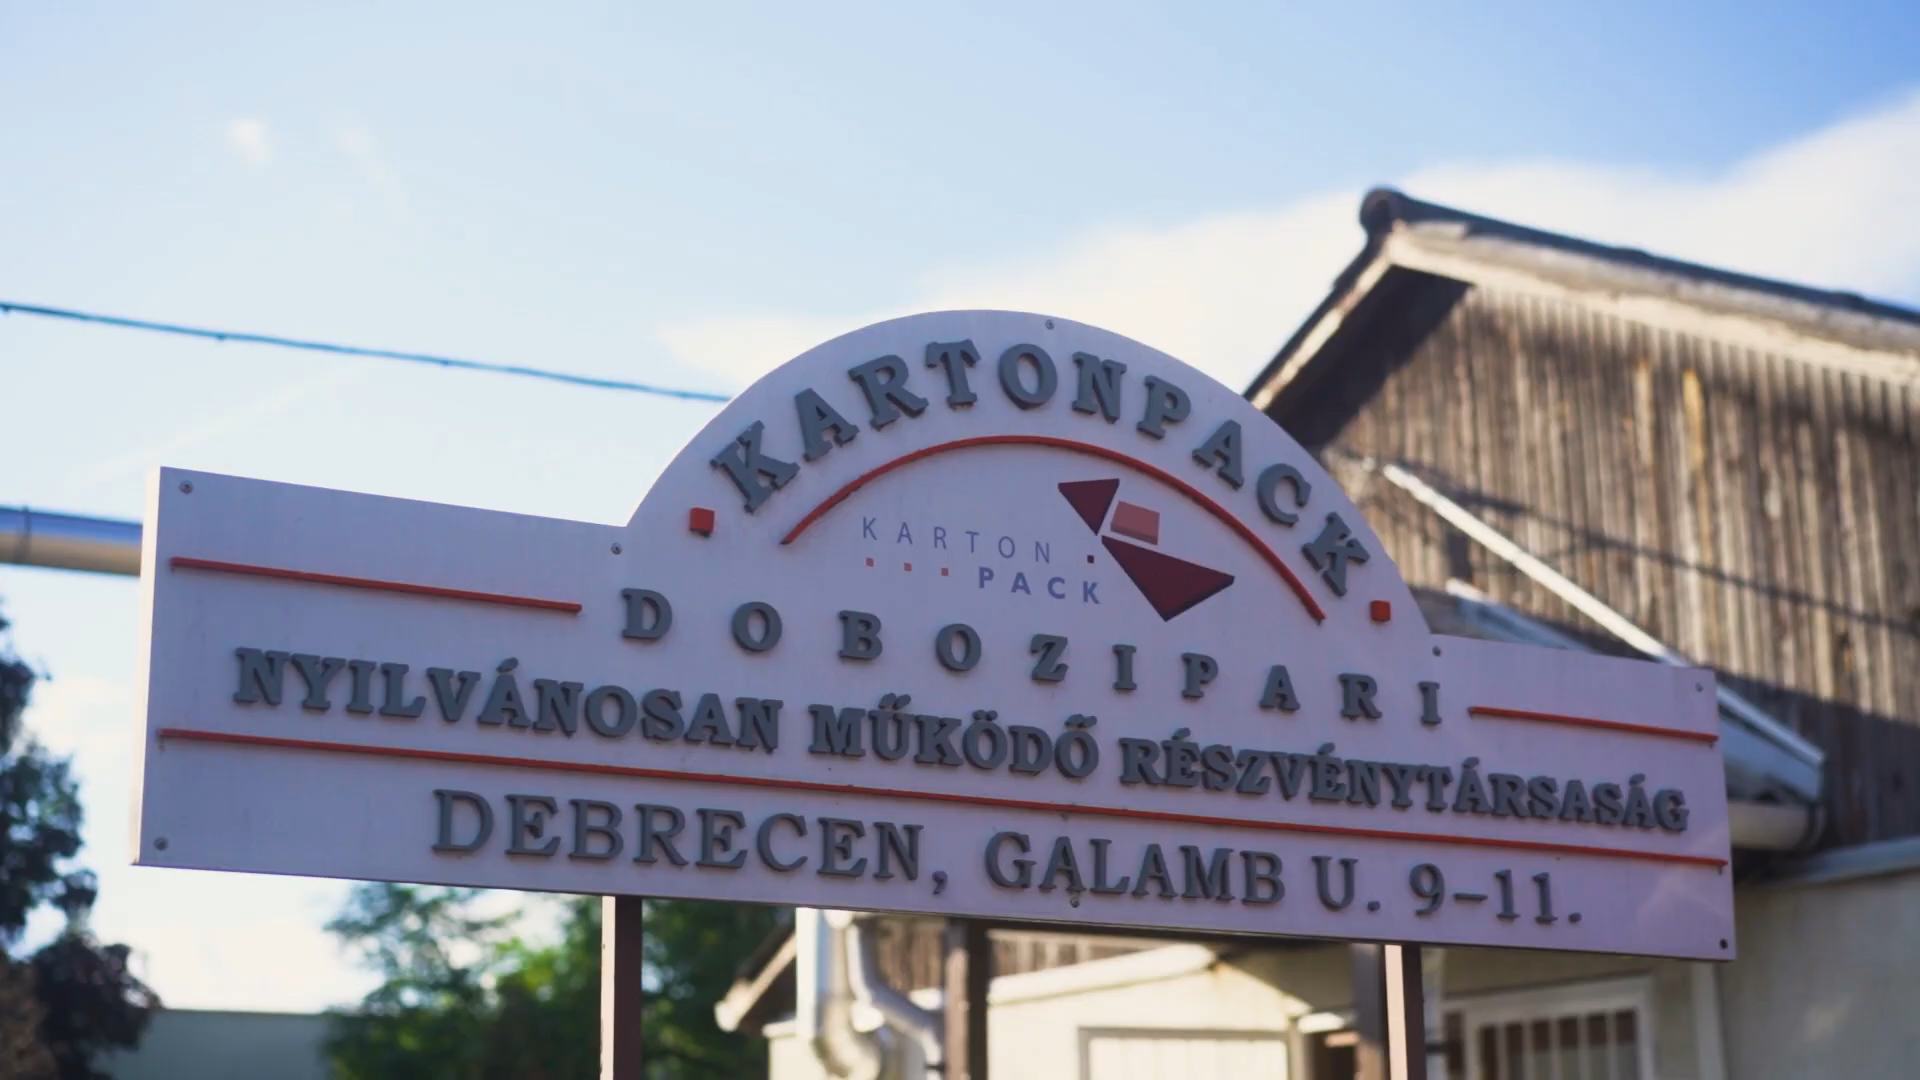 KARTONPACK
KARTON
PACK
DOBOZIPARI
NYILVÁNOSAN MŰKÖDŐ RÉSZVÉNYTÁRSASÁG
DEBRECEN, GALAMB U. 9-11.